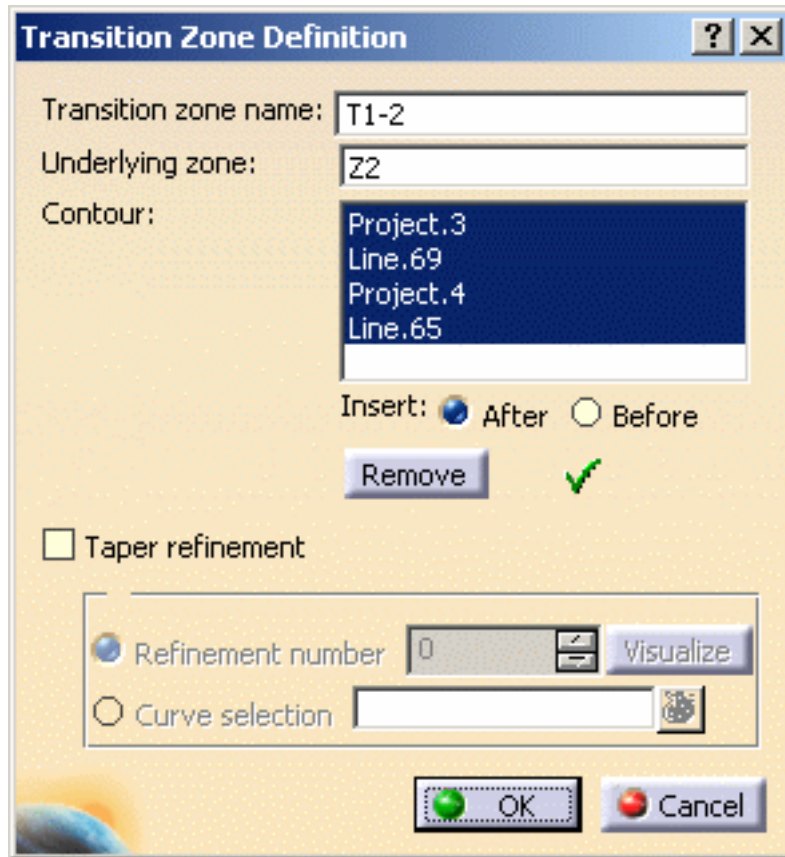 Transition Zone Definition ? X
Transition zone name: T1-2
Underlying zone: Z2
Contour:
Project.3
Line.69
Project.4
Line.65
Insert: After Before
Remove
Taper refinement
Refinement number 0 Visualize
Curve selection
OK Cancel